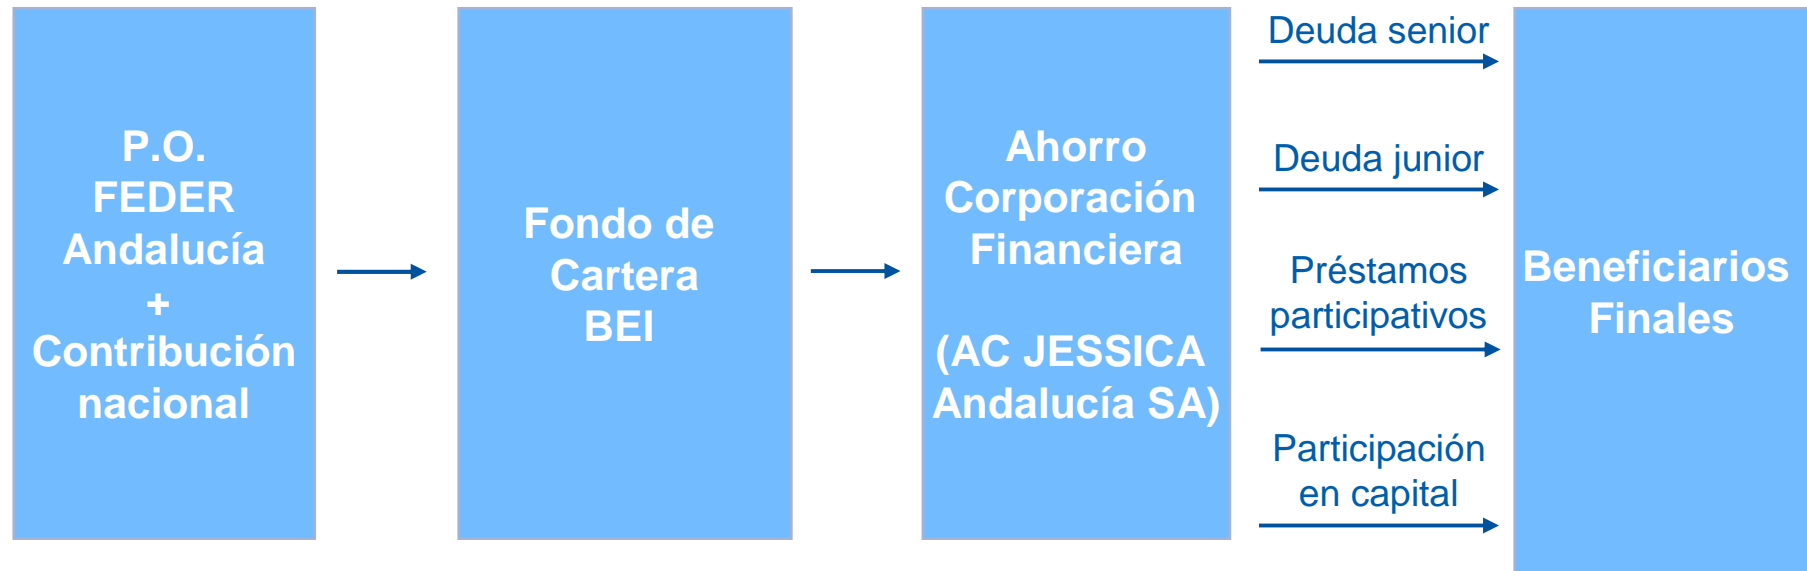 P.O.
FEDER
Andalucía
+
Contribución
nacional
Fondo de
Cartera
BEI
Ahorro
Corporación
Financiera
(AC JESSICA
Andalucía SA)
Deuda senior
Deuda junior
Préstamos
participativos
Participación
en capital
Beneficiarios
Finales